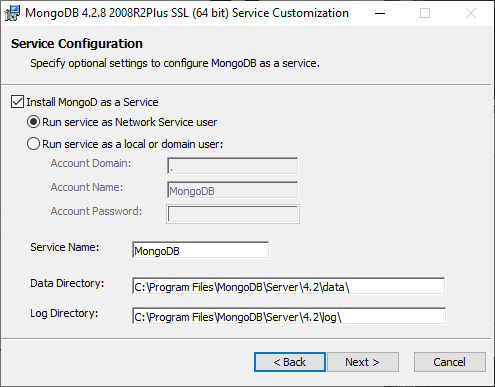 MongoDB 4.2.8 2008R2Plus SSL (64 bit) Service Customization
Service Configuration
Specify optional settings to configure MongoDB as a service.
Install MongoD as a Service
Run service as Network Service user
Run service as a local or domain user:
Account Domain: .
Account Name: MongoDB
Account Password:
Service Name: MongoDB
Data Directory: C:\Program Files\MongoDB\Server\4.2\data\
Log Directory: C:\Program Files\MongoDB\Server\4.2\log\
< Back Next > Cancel